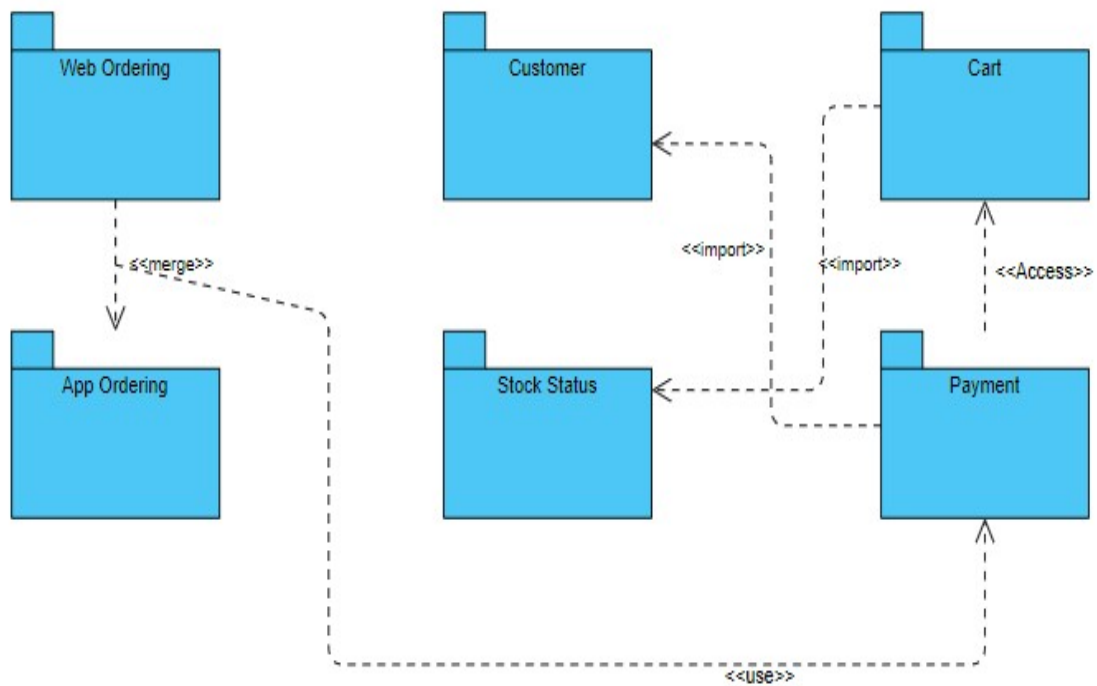 Web Ordering
Customer
Cart
<<merge>>
<<import>>
<<import>>
<<Access>>
App Ordering
Stock Status
Payment
<<use>>